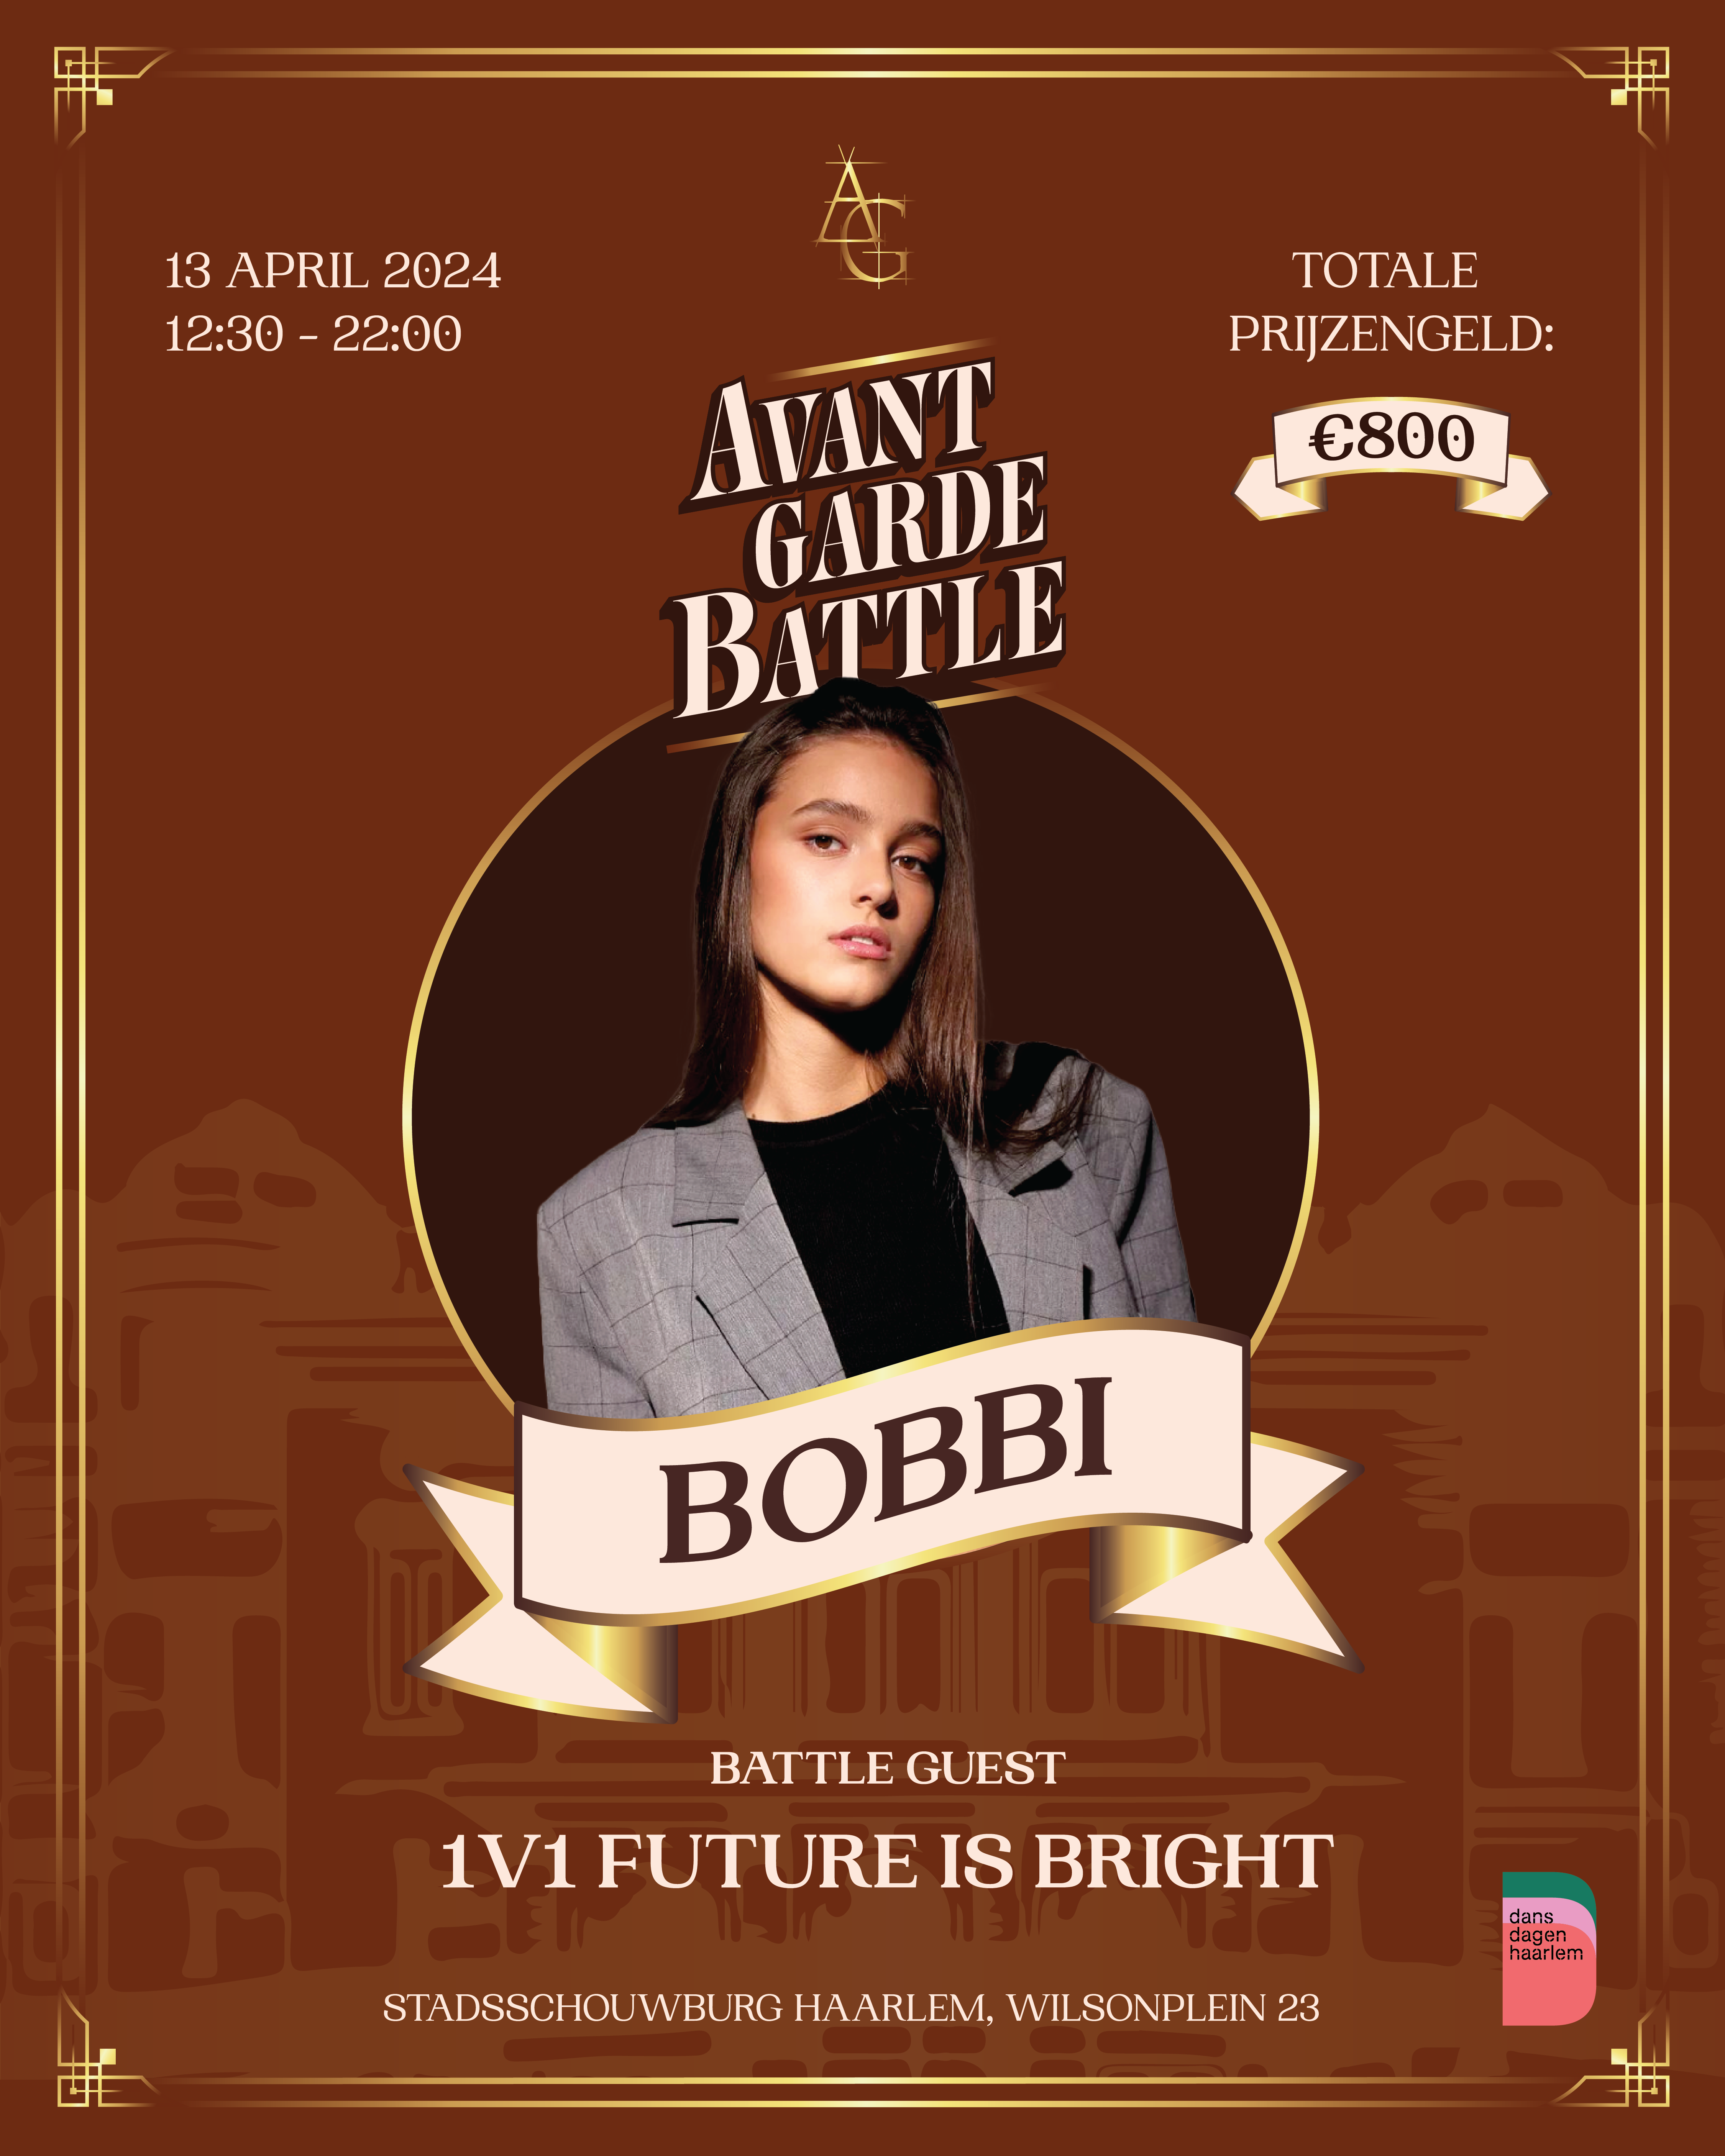 AG
13 APRIL 2024
12:30 - 22:00
TOTALE
PRIJZENGELD:
€800
AVANT
GARDE
BATTLE
BOBBI
BATTLE GUEST
1V1 FUTURE IS BRIGHT
dans
dagen
haarlem
STADSSCHOUWBURG HAARLEM, WILSONPLEIN 23